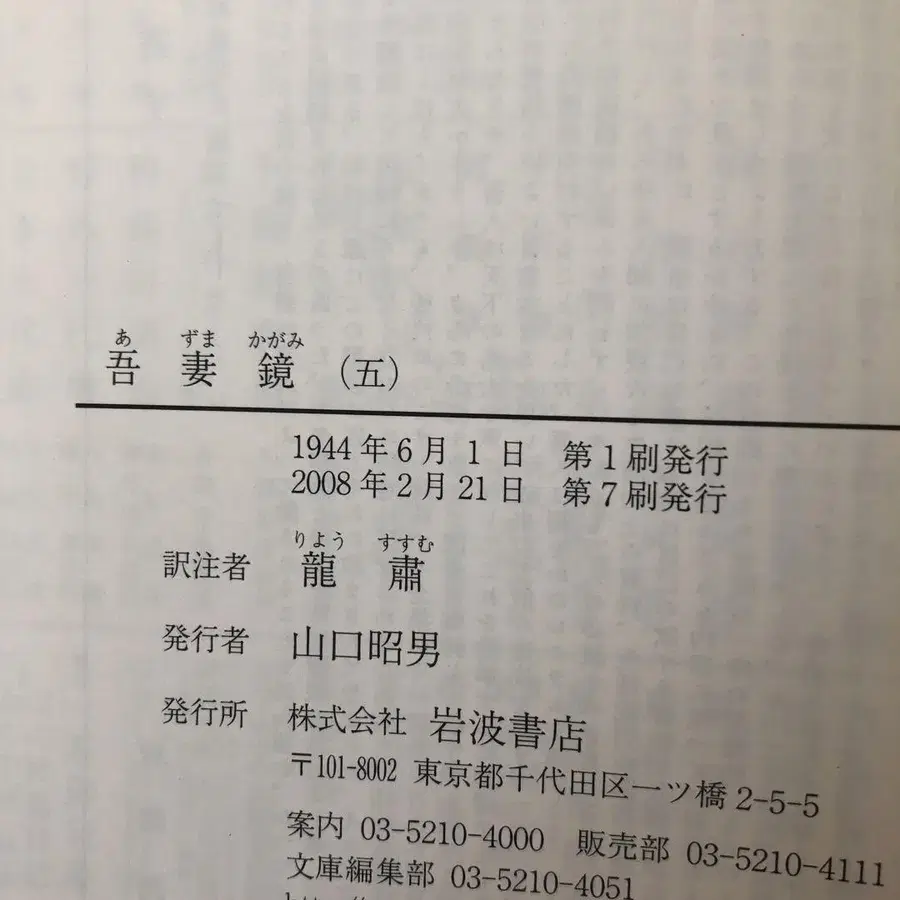 あ ずま かがみ
吾 妻 鏡 (五)
1944年6月1日 第1刷発行
2008年2月21日 第7刷発行
りよう すすむ
訳注者 龍 肅
発行者 山口昭男
発行所 株式会社 岩波書店
〒101-8002 東京都千代田区一ツ橋2-5-5
案内 03-5210-4000 販売部 03-5210-4111
文庫編集部 03-5210-4051